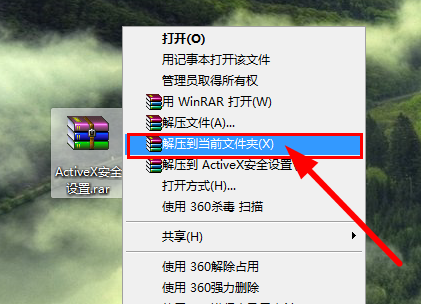 ActiveX安全
设置.rar
打开(O)
用记事本打开该文件
管理员取得所有权
用 WinRAR 打开(W)
解压文件(A)...
解压到当前文件夹(X)
解压到 ActiveX安全设置
打开方式(H)...
使用 360杀毒 扫描
共享(H)
使用 360解除占用
使用 360强力删除